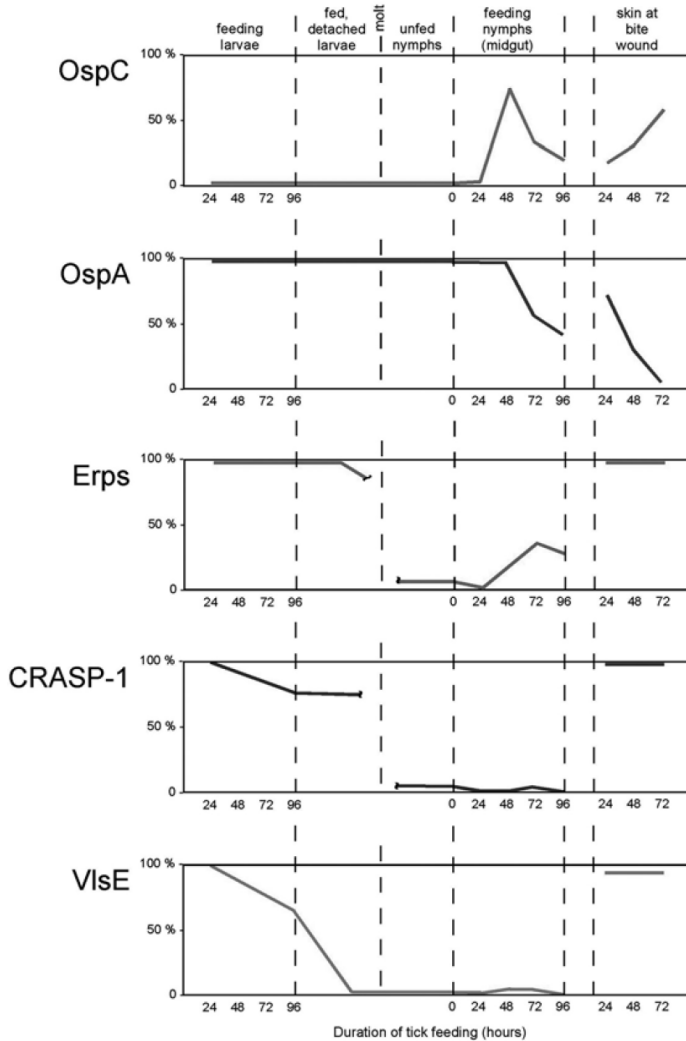 feeding larvae
fed, detached larvae
molt
unfed nymphs
feeding nymphs (midgut)
skin at bite wound
OspC
100 %
50 %
0
24 48 72 96 0 24 48 72 96 24 48 72
OspA
100 %
50 %
0
24 48 72 96 0 24 48 72 96 24 48 72
Erps
100 %
50 %
0
24 48 72 96 0 24 48 72 96 24 48 72
CRASP-1
100 %
50 %
0
24 48 72 96 0 24 48 72 96 24 48 72
VlsE
100 %
50 %
0
24 48 72 96 0 24 48 72 96 24 48 72
Duration of tick feeding (hours)